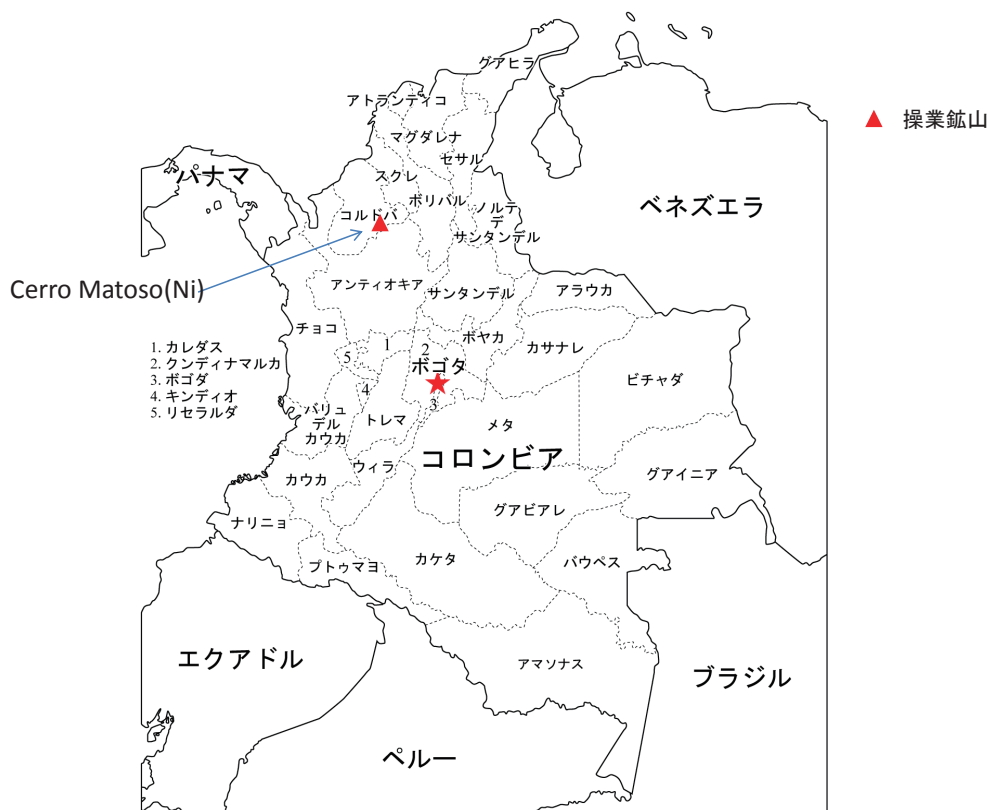 グアヒラ
アトランティコ
▲ 操業鉱山
マグダレナ
セサル
パナマ
スクレ
ボリバル
ノルテ
デ
サンタンデル
ベネズエラ
コルドバ
アンティオキア
Cerro Matoso(Ni)
サンタンデル
アラウカ
チョコ
ボヤカ
カサナレ
1
2
5
ボゴタ
ビチャダ
1. カレダス
2. クンディナマルカ
3. ボゴダ
4. キンディオ
5. リセラルダ
4
3
バリュ
デル
カウカ
トレマ
メタ
コロンビア
カウカ
ウィラ
グアイニア
グアビアレ
ナリニョ
プトゥマヨ
カケタ
バウペス
エクアドル
アマソナス
ブラジル
ペルー